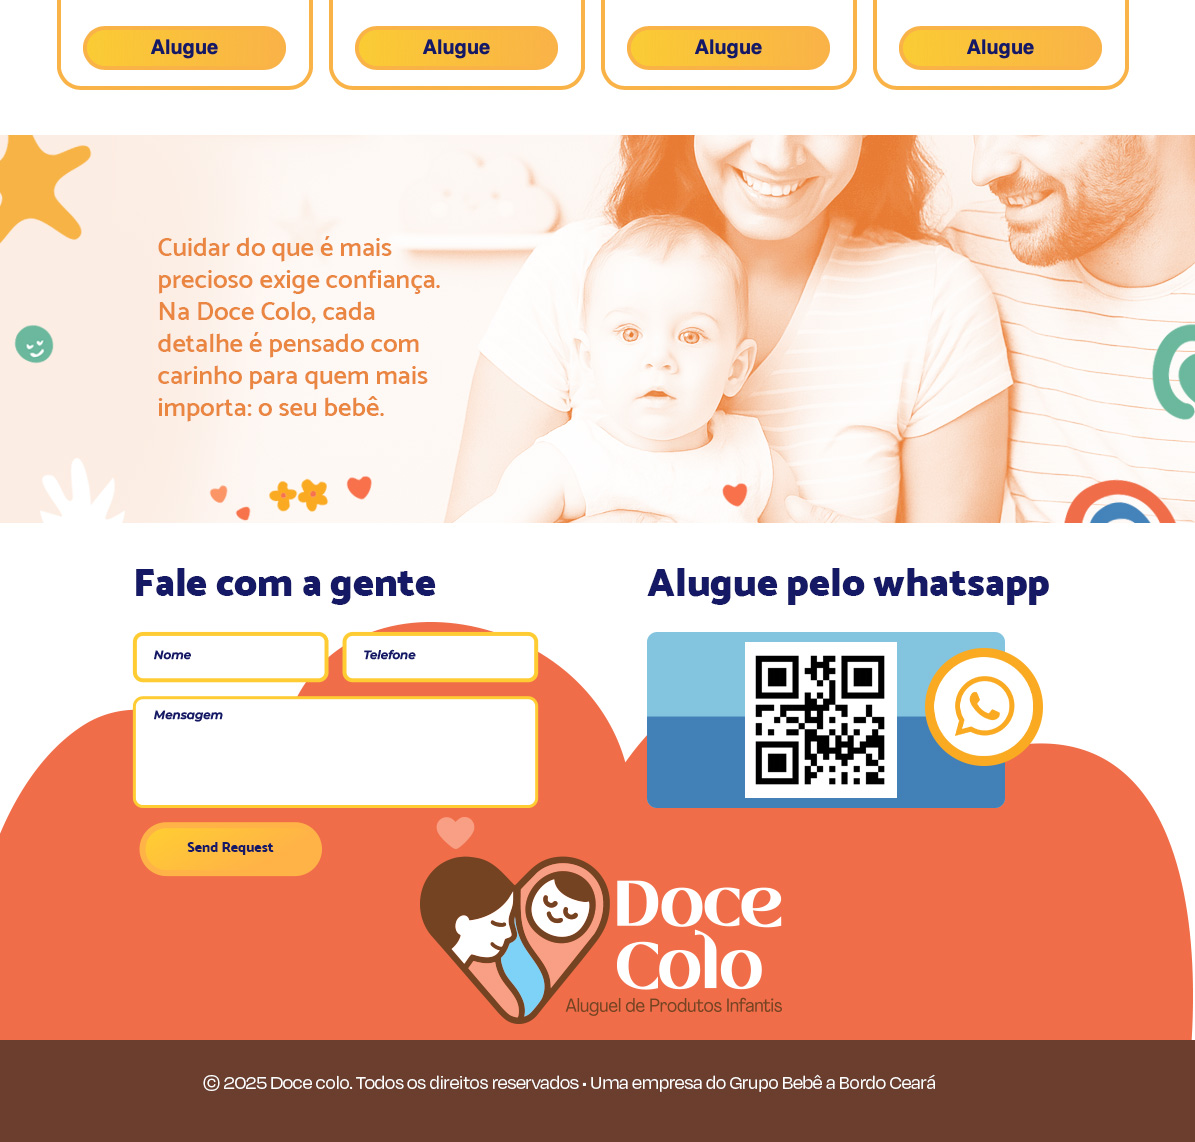 Alugue
Alugue
Alugue
Alugue
Cuidar do que é mais
precioso exige confiança.
Na Doce Colo, cada
detalhe é pensado com
carinho para quem mais
importa: o seu bebê.
Fale com a gente
Alugue pelo whatsapp
Nome
Telefone
Mensagem
Send Request
Doce
Colo
Aluguel de Produtos Infantis
© 2025 Doce colo. Todos os direitos reservados • Uma empresa do Grupo Bebê a Bordo Ceará